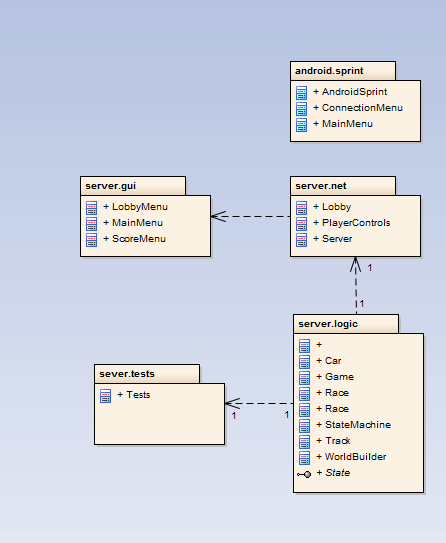 android.sprint
+ AndroidSprint
+ ConnectionMenu
+ MainMenu
server.gui
+ LobbyMenu
+ MainMenu
+ ScoreMenu
server.net
+ Lobby
+ PlayerControls
+ Server
1
1
server.logic
+
+ Car
+ Game
+ Race
+ Race
+ StateMachine
+ Track
+ WorldBuilder
+ State
sever.tests
+ Tests
1
1